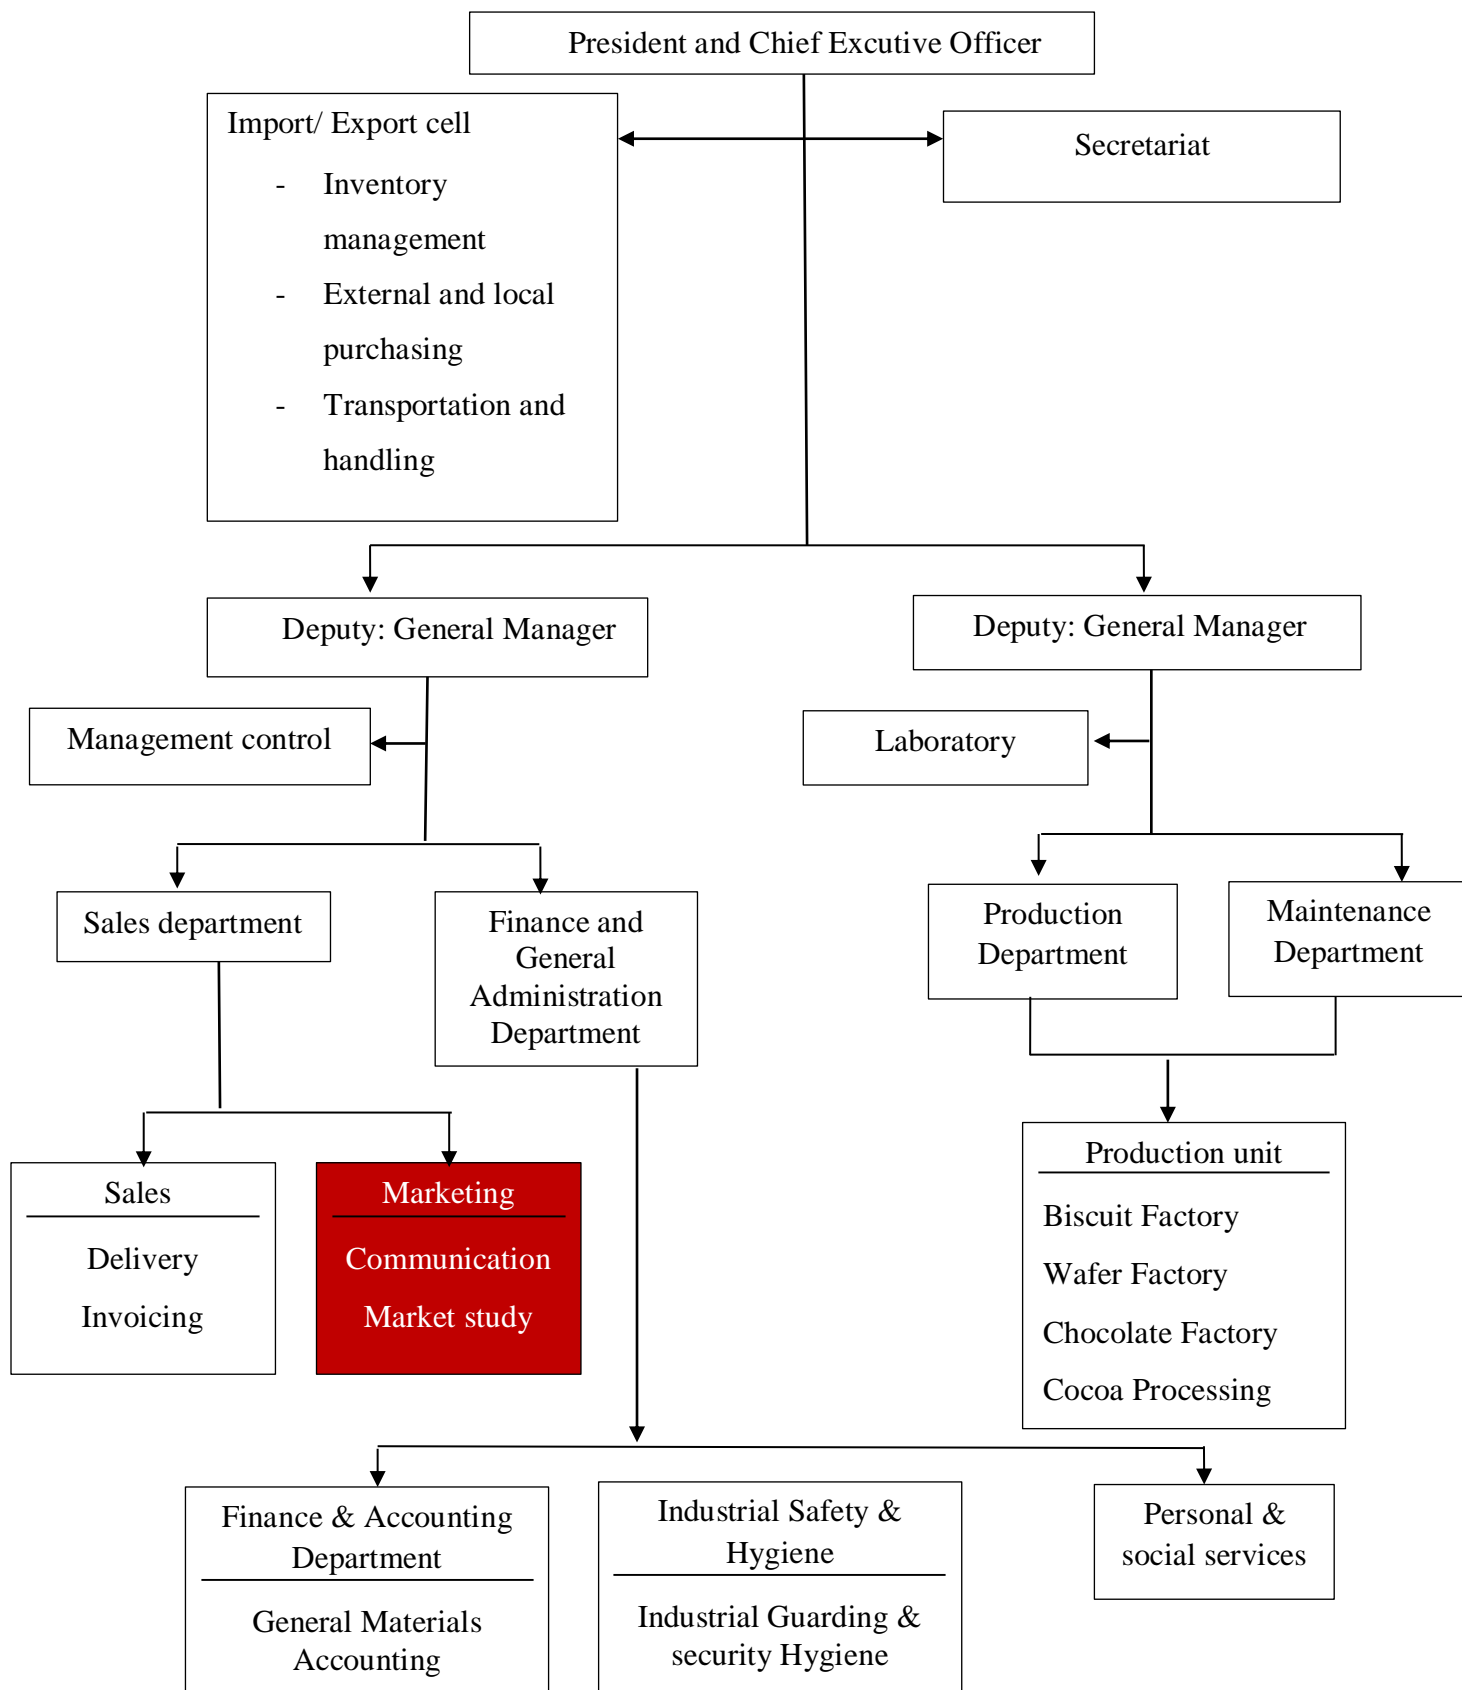 President and Chief Excutive Officer
Import/ Export cell
- Inventory
management
- External and local
purchasing
- Transportation and
handling
Secretariat
Deputy: General Manager
Deputy: General Manager
Management control
Laboratory
Sales department
Finance and
General
Administration
Department
Production
Department
Maintenance
Department
Sales
Delivery
Invoicing
Marketing
Communication
Market study
Production unit
Biscuit Factory
Wafer Factory
Chocolate Factory
Cocoa Processing
Finance & Accounting
Department
General Materials
Accounting
Industrial Safety &
Hygiene
Industrial Guarding &
security Hygiene
Personal &
social services